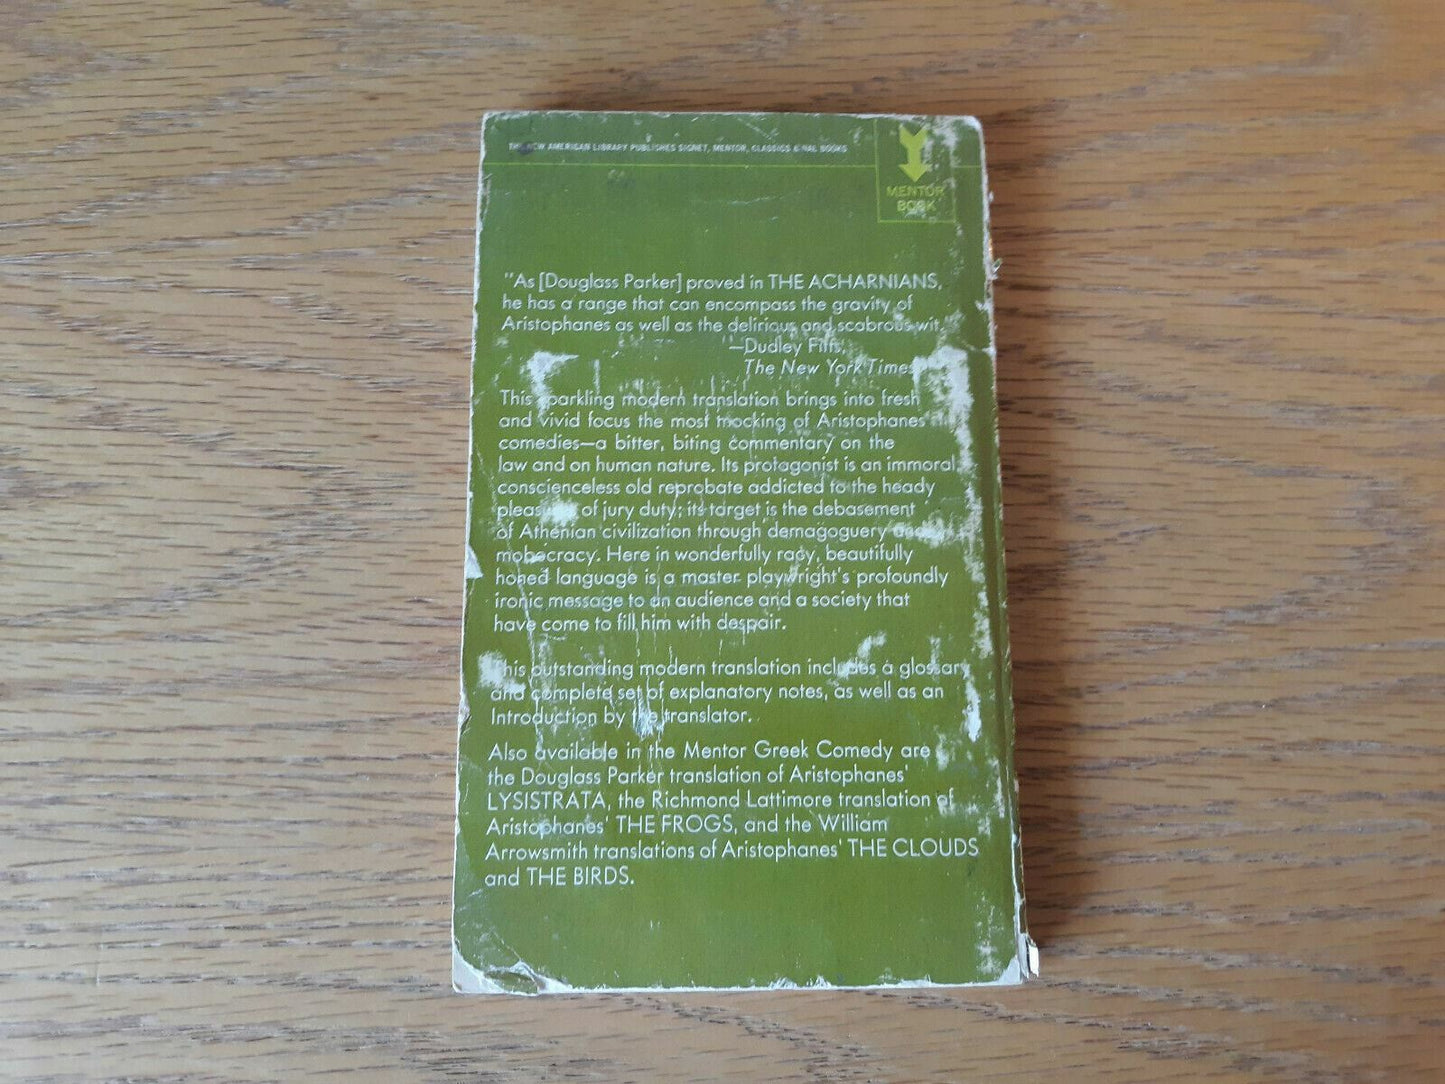 THE NEW AMERICAN LIBRARY PUBLISHES SIGNET, MENTOR, CLASSICS & NAL BOOKS
MENTOR
BOOK
"As [Douglass Parker] proved in THE ACHARNIANS,
he has a range that can encompass the gravity of
Aristophanes as well as the delirious and scabrous wit.
"—Dudley Fitts,
The New York Times
This sparkling modern translation brings into fresh
and vivid focus the most mocking of Aristophanes'
comedies—a bitter, biting commentary on the
law and on human nature. Its protagonist is an immoral,
conscienceless old reprobate addicted to the heady
pleasures of jury duty; its target is the debasement
of Athenian civilization through demagoguery and
mobocracy. Here in wonderfully racy, beautifully
honed language is a master playwright's profoundly
ironic message to an audience and a society that
have come to fill him with despair.
This outstanding modern translation includes a glossary
and complete set of explanatory notes, as well as an
Introduction by the translator.
Also available in the Mentor Greek Comedy are
the Douglass Parker translation of Aristophanes'
LYSISTRATA, the Richmond Lattimore translation of
Aristophanes' THE FROGS, and the William
Arrowsmith translations of Aristophanes' THE CLOUDS
and THE BIRDS.